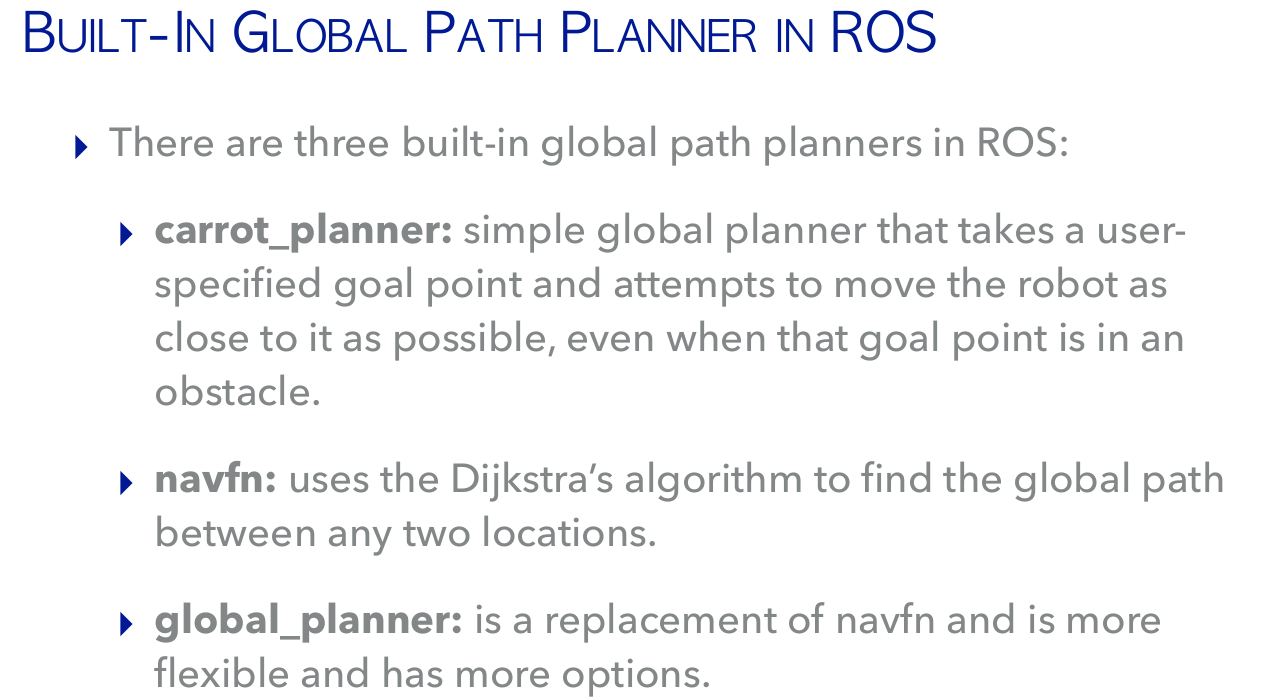 BUILT-IN GLOBAL PATH PLANNER IN ROS
There are three built-in global path planners in ROS:
carrot_planner: simple global planner that takes a user-
specified goal point and attempts to move the robot as
close to it as possible, even when that goal point is in an
obstacle.
navfn: uses the Dijkstra’s algorithm to find the global path
between any two locations.
global_planner: is a replacement of navfn and is more
flexible and has more options.